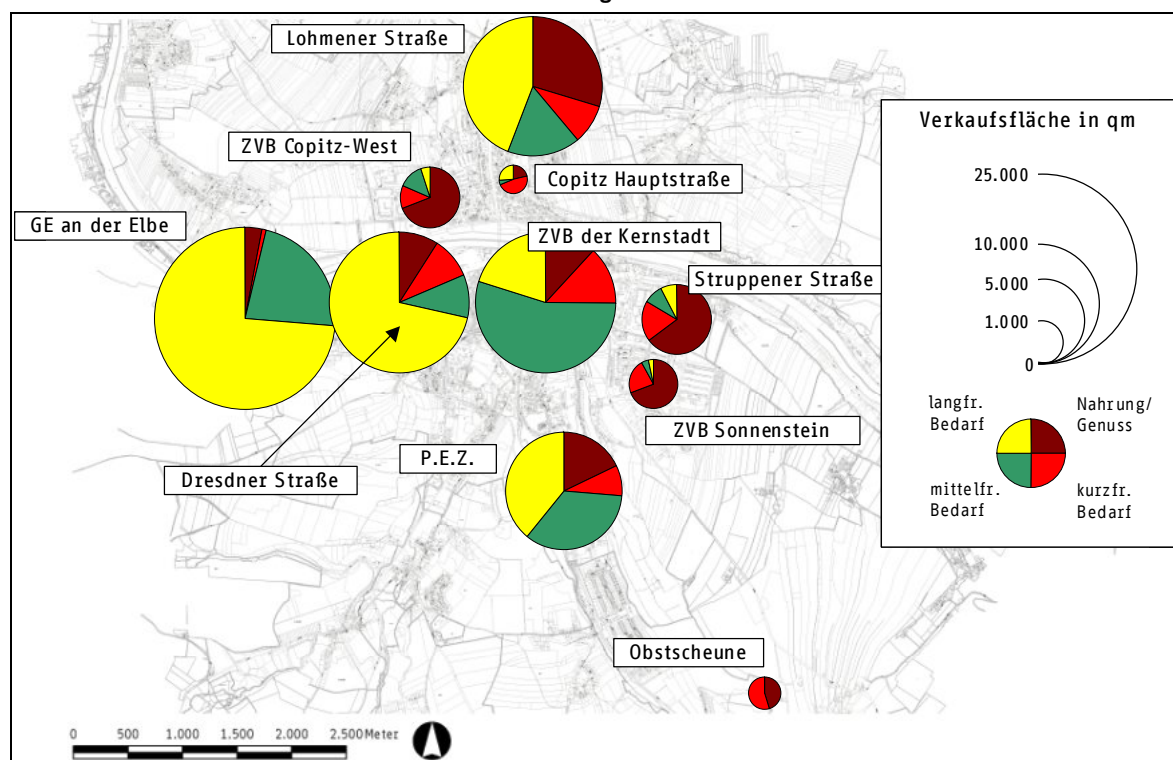 Lohmener Straße
Verkaufsfläche in qm
ZVB Copitz-West
25.000
Copitz Hauptstraße
GE an der Elbe
ZVB der Kernstadt
10.000
Struppener Straße
5.000
1.000
0
langfr.
Bedarf
Nahrung/
Genuss
ZVB Sonnenstein
P.E.Z.
Dresdner Straße
mittelfr.
Bedarf
kurzfr.
Bedarf
Obstscheune
0 500 1.000 1.500 2.000 2.500 Meter